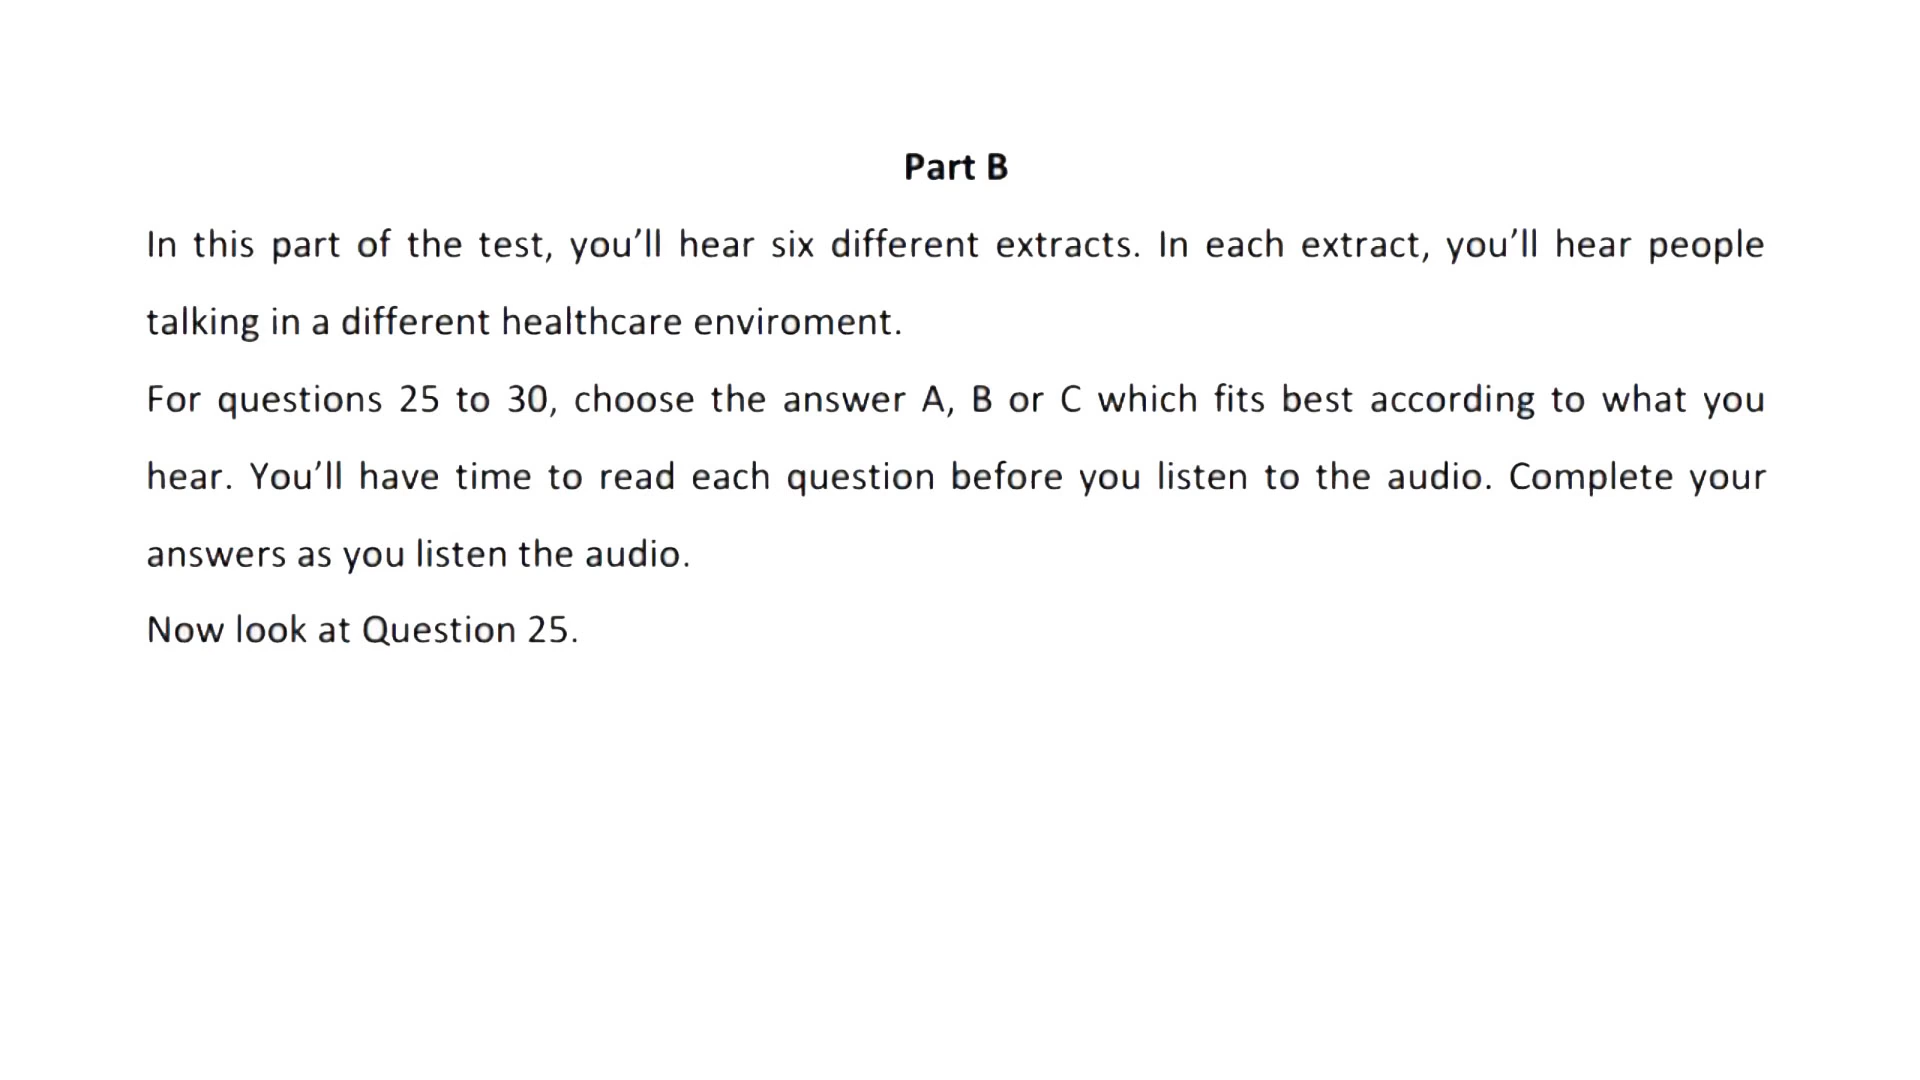 Part B
In this part of the test, you’ll hear six different extracts. In each extract, you’ll hear people
talking in a different healthcare enviroment.
For questions 25 to 30, choose the answer A, B or C which fits best according to what you
hear. You’ll have time to read each question before you listen to the audio. Complete your
answers as you listen the audio.
Now look at Question 25.